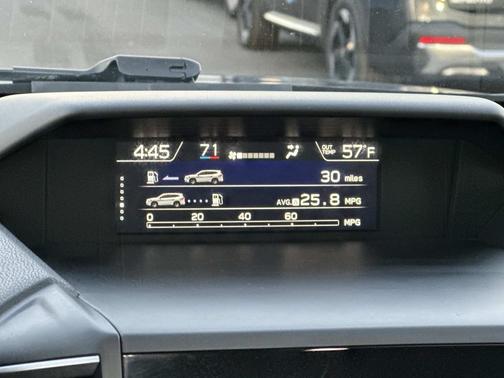 4:45 71 OUT TEMP 57°F
30 miles
AVG. A 25.8 MPG
0 20 40 60 MPG